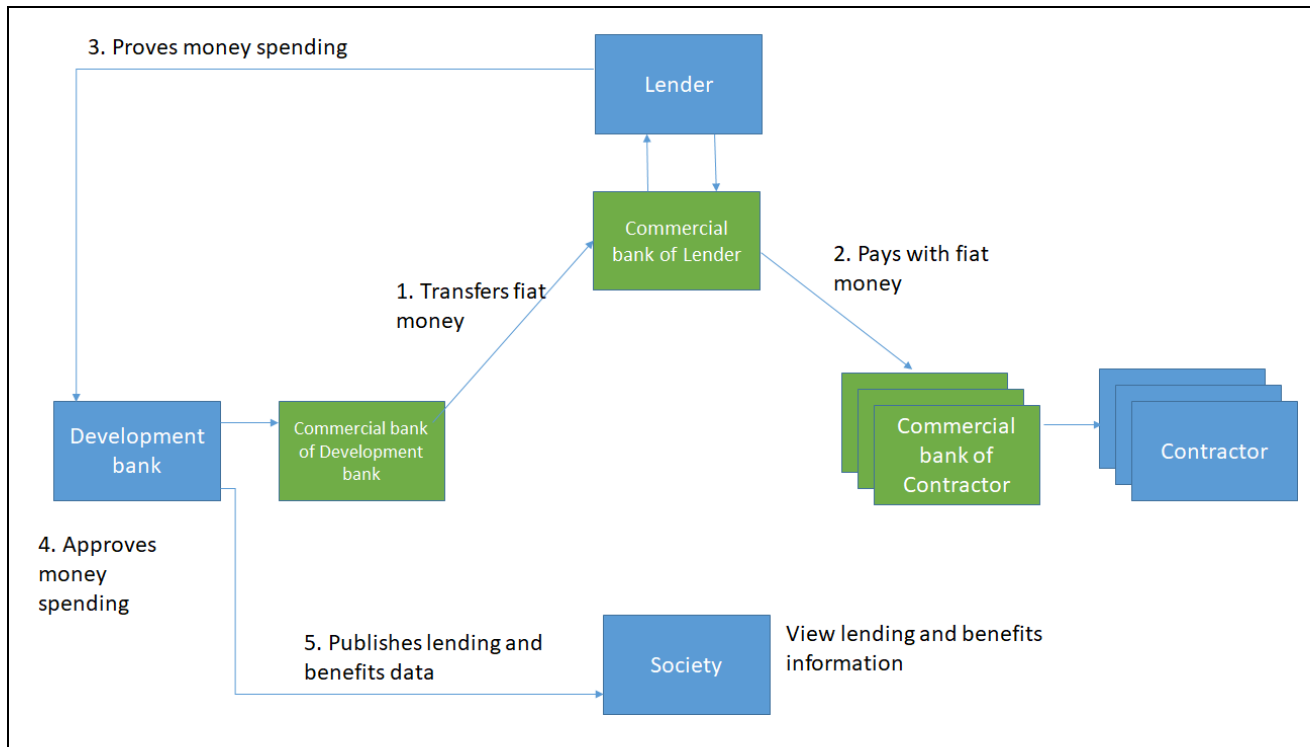 3. Proves money spending
Lender
Commercial
bank of Lender
2. Pays with fiat
money
1. Transfers fiat
money
Development
bank
Commercial bank
of Development
bank
Commercial
bank of
Contractor
Contractor
4. Approves
money
spending
5. Publishes lending and
benefits data
Society
View lending and benefits
information